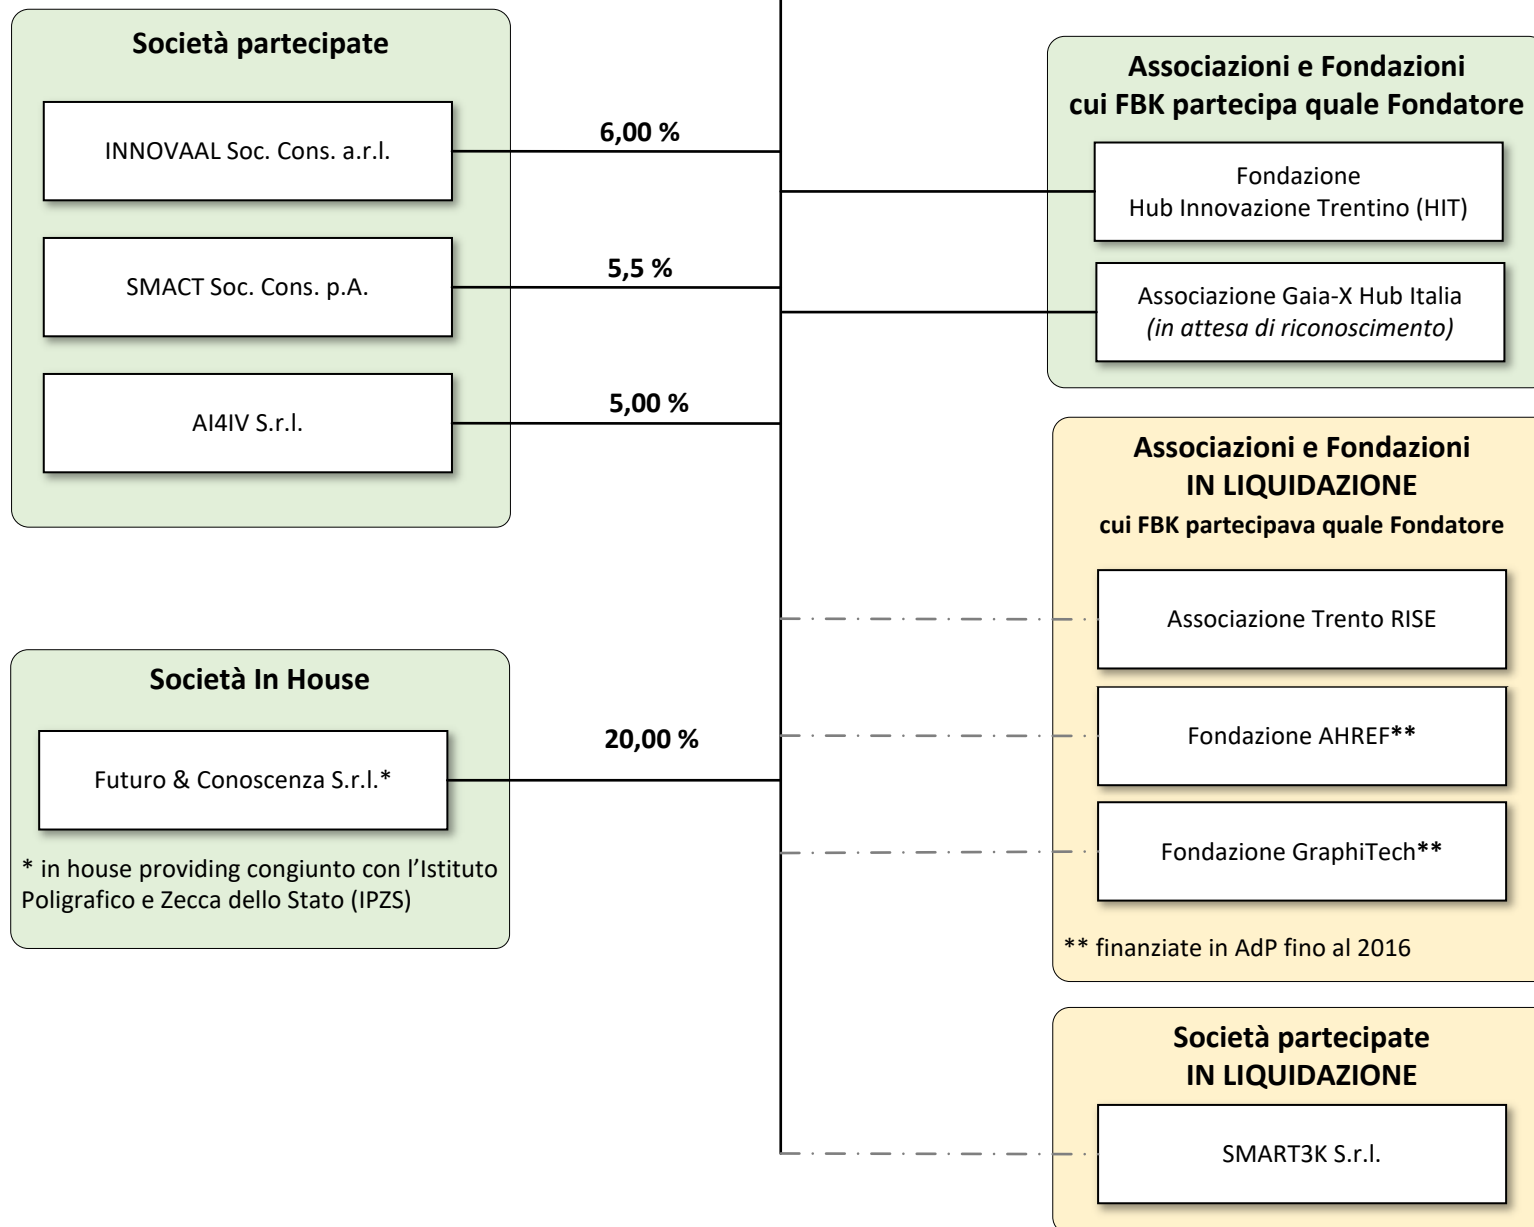 Società partecipate
INNOVAAL Soc. Cons. a.r.l.
6,00 %
SMACT Soc. Cons. p.A.
5,5 %
AI4IV S.r.l.
5,00 %
Società In House
Futuro & Conoscenza S.r.l.*
20,00 %
* in house providing congiunto con l’Istituto
Poligrafico e Zecca dello Stato (IPZS)
Associazioni e Fondazioni
cui FBK partecipa quale Fondatore
Fondazione
Hub Innovazione Trentino (HIT)
Associazione Gaia-X Hub Italia
(in attesa di riconoscimento)
Associazioni e Fondazioni
IN LIQUIDAZIONE
cui FBK partecipava quale Fondatore
Associazione Trento RISE
Fondazione AHREF**
Fondazione GraphiTech**
** finanziate in AdP fino al 2016
Società partecipate
IN LIQUIDAZIONE
SMART3K S.r.l.